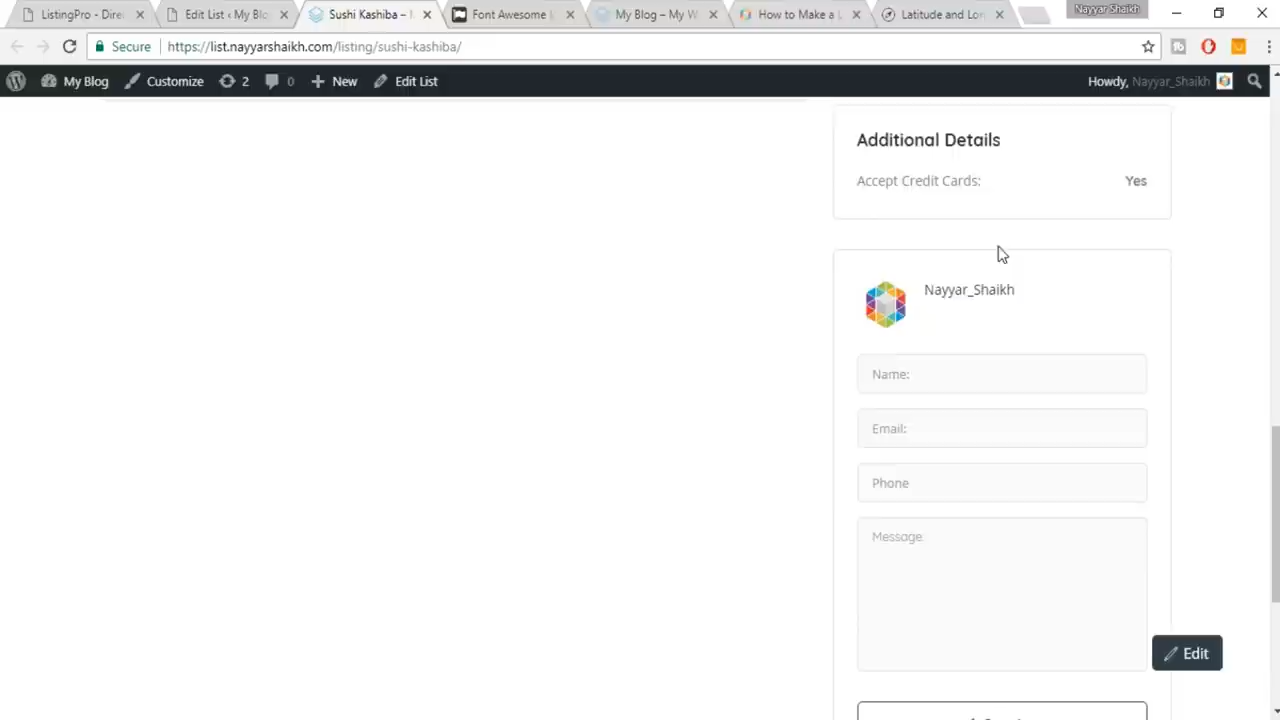 ListingPro - Dire
Edit List ‹ My Blo
Sushi Kashiba –
Font Awesome
My Blog – My W
How to Make a
Latitude and Lon
Nayyar Shaikh
Secure https://list.nayyarshaikh.com/listing/sushi-kashiba/
My Blog Customize 2 0 New Edit List Howdy, Nayyar_Shaikh
Additional Details
Accept Credit Cards: Yes
Nayyar_Shaikh
Name:
Email:
Phone
Message
Edit